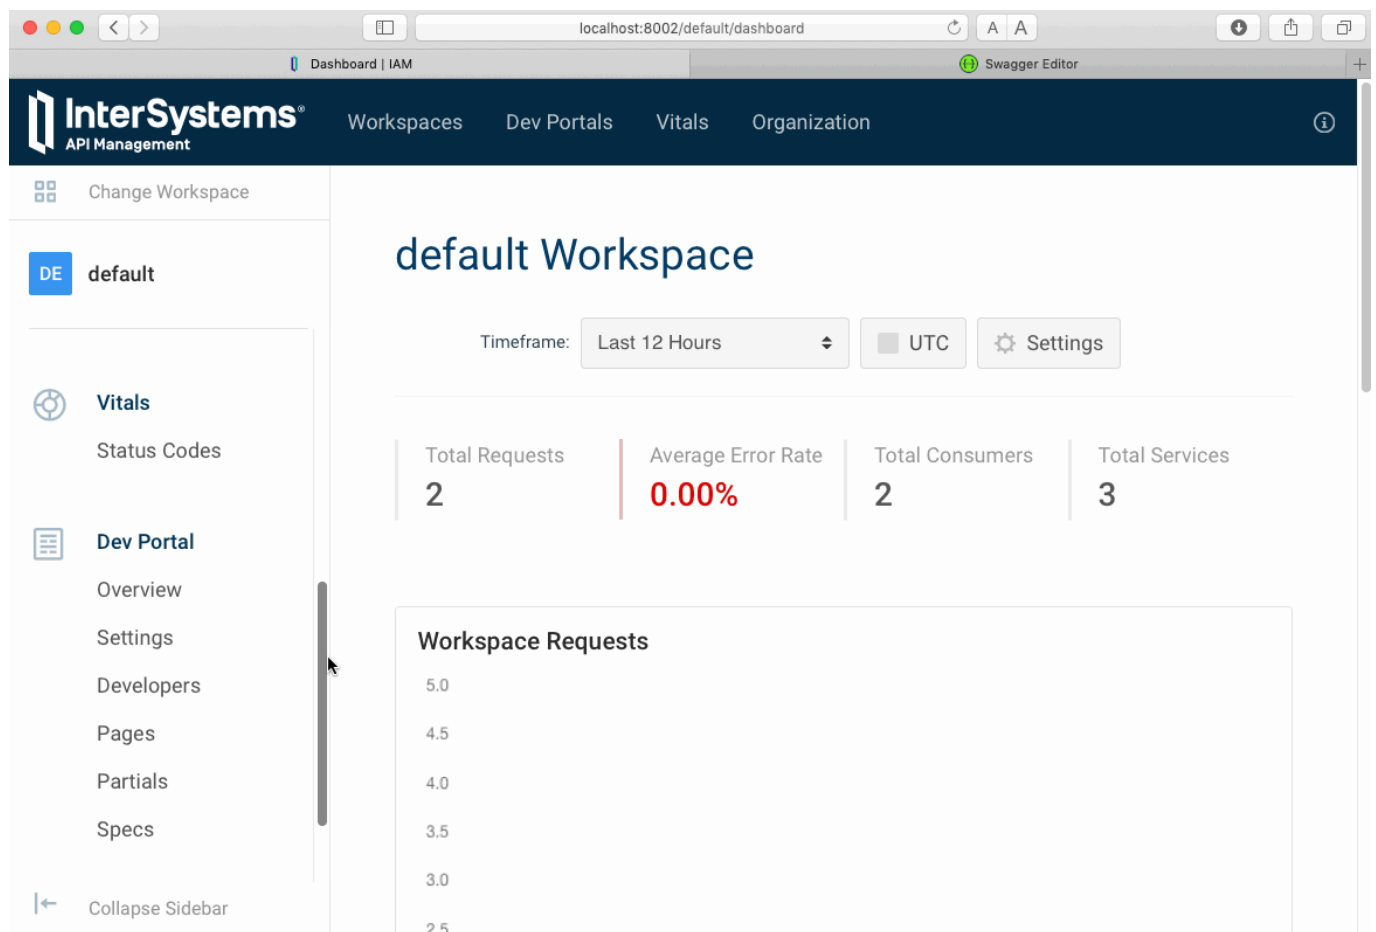 localhost:8002/default/dashboard
A A
Dashboard | IAM
Swagger Editor
InterSystems®
API Management
Workspaces
Dev Portals
Vitals
Organization
Change Workspace
DE
default
Vitals
Status Codes
Dev Portal
Overview
Settings
Developers
Pages
Partials
Specs
Collapse Sidebar
default Workspace
Timeframe:
Last 12 Hours
UTC
Settings
Total Requests
2
Average Error Rate
0.00%
Total Consumers
2
Total Services
3
Workspace Requests
5.0
4.5
4.0
3.5
3.0
2.5